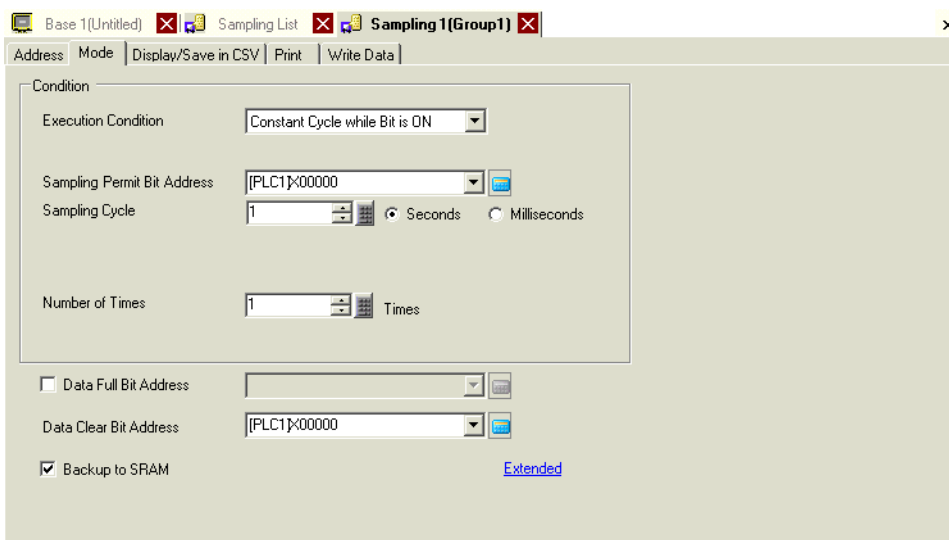 Base 1(Untitled) Sampling List Sampling 1(Group1)
Address Mode Display/Save in CSV Print Write Data
Condition
Execution Condition Constant Cycle while Bit is ON
Sampling Permit Bit Address [PLC1]X00000
Sampling Cycle 1 Seconds Milliseconds
Number of Times 1 Times
Data Full Bit Address
Data Clear Bit Address [PLC1]X00000
Backup to SRAM Extended